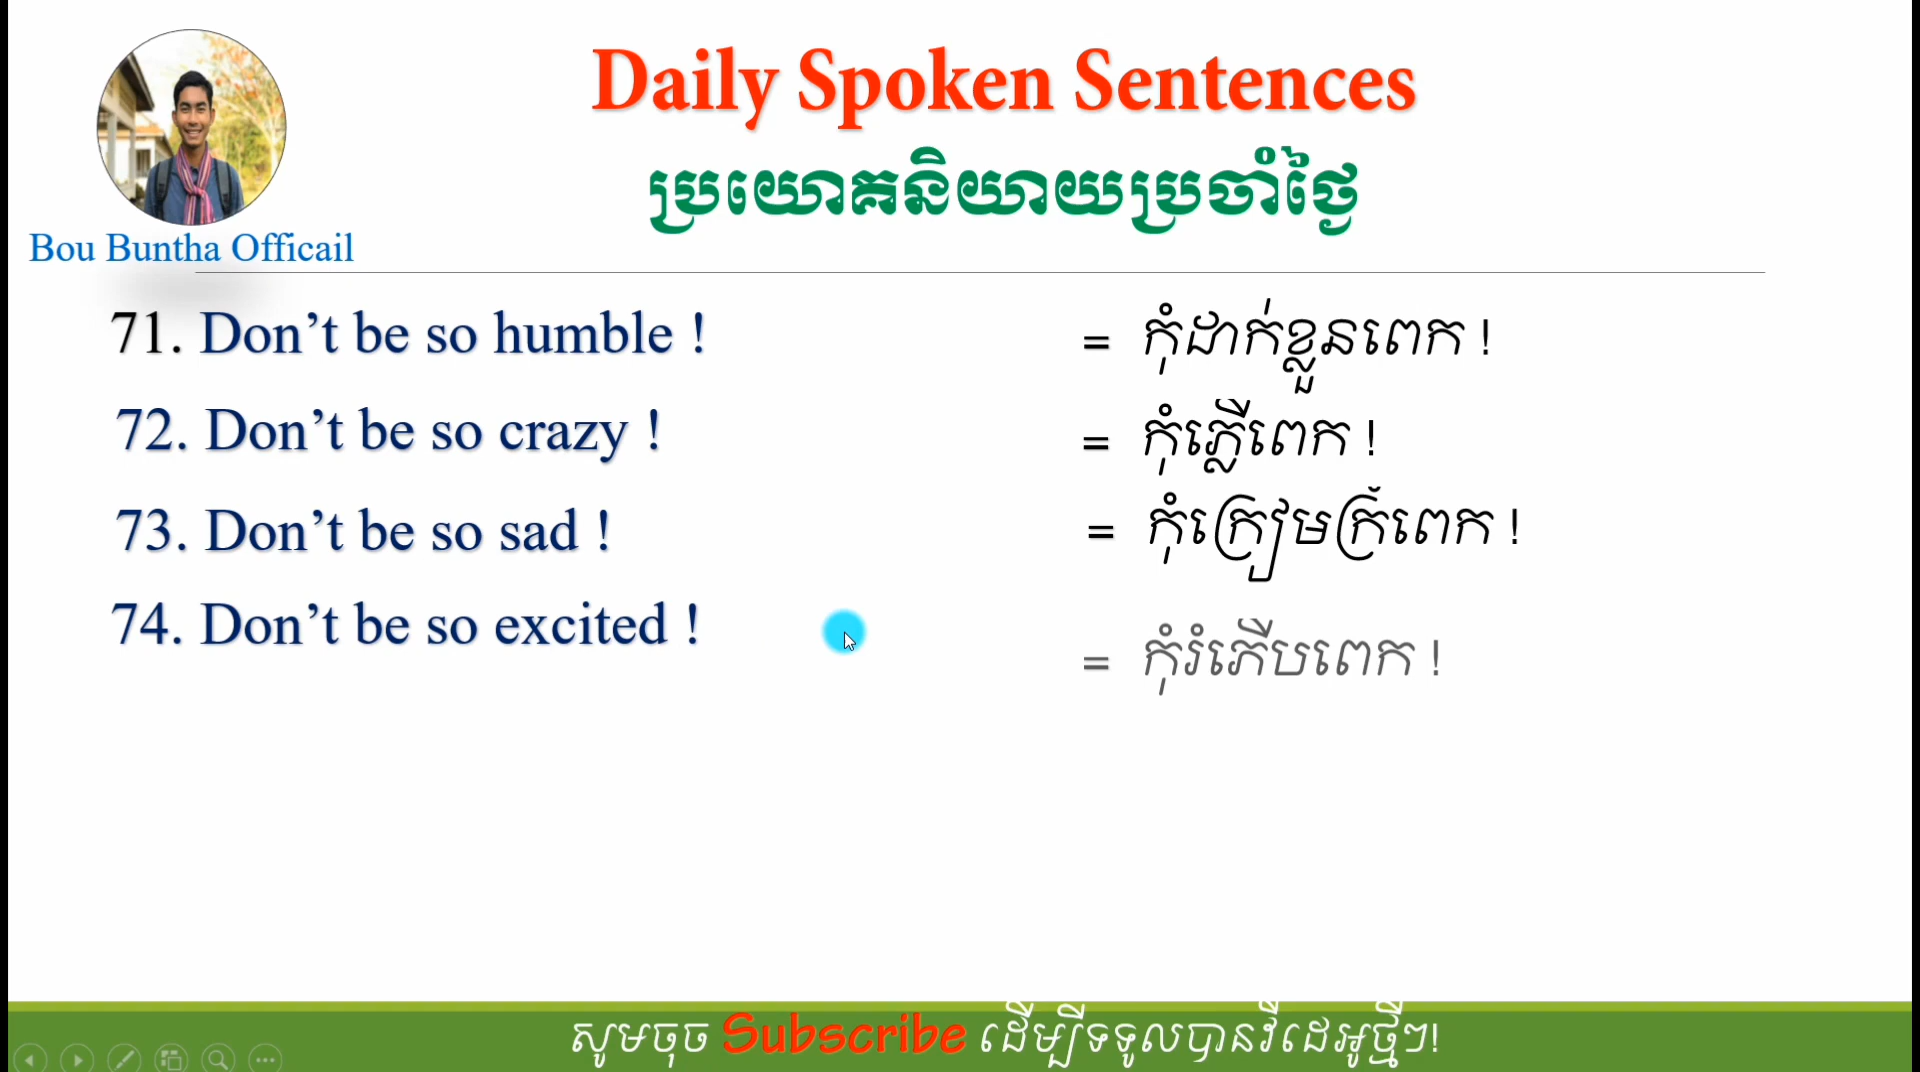 Daily Spoken Sentences
ប្រយោគនិយាយប្រចាំថ្ងៃ
Bou Buntha Officail
71. Don’t be so humble ! = កុំដាក់ខ្លួនពេក !
72. Don’t be so crazy ! = កុំភ្លើពេក !
73. Don’t be so sad ! = កុំក្រៀមក្រំពេក !
74. Don’t be so excited ! = កុំរំភើបពេក !
សូមចុច Subscribe ដើម្បីទទួលបានវីដេអូថ្មីៗ!